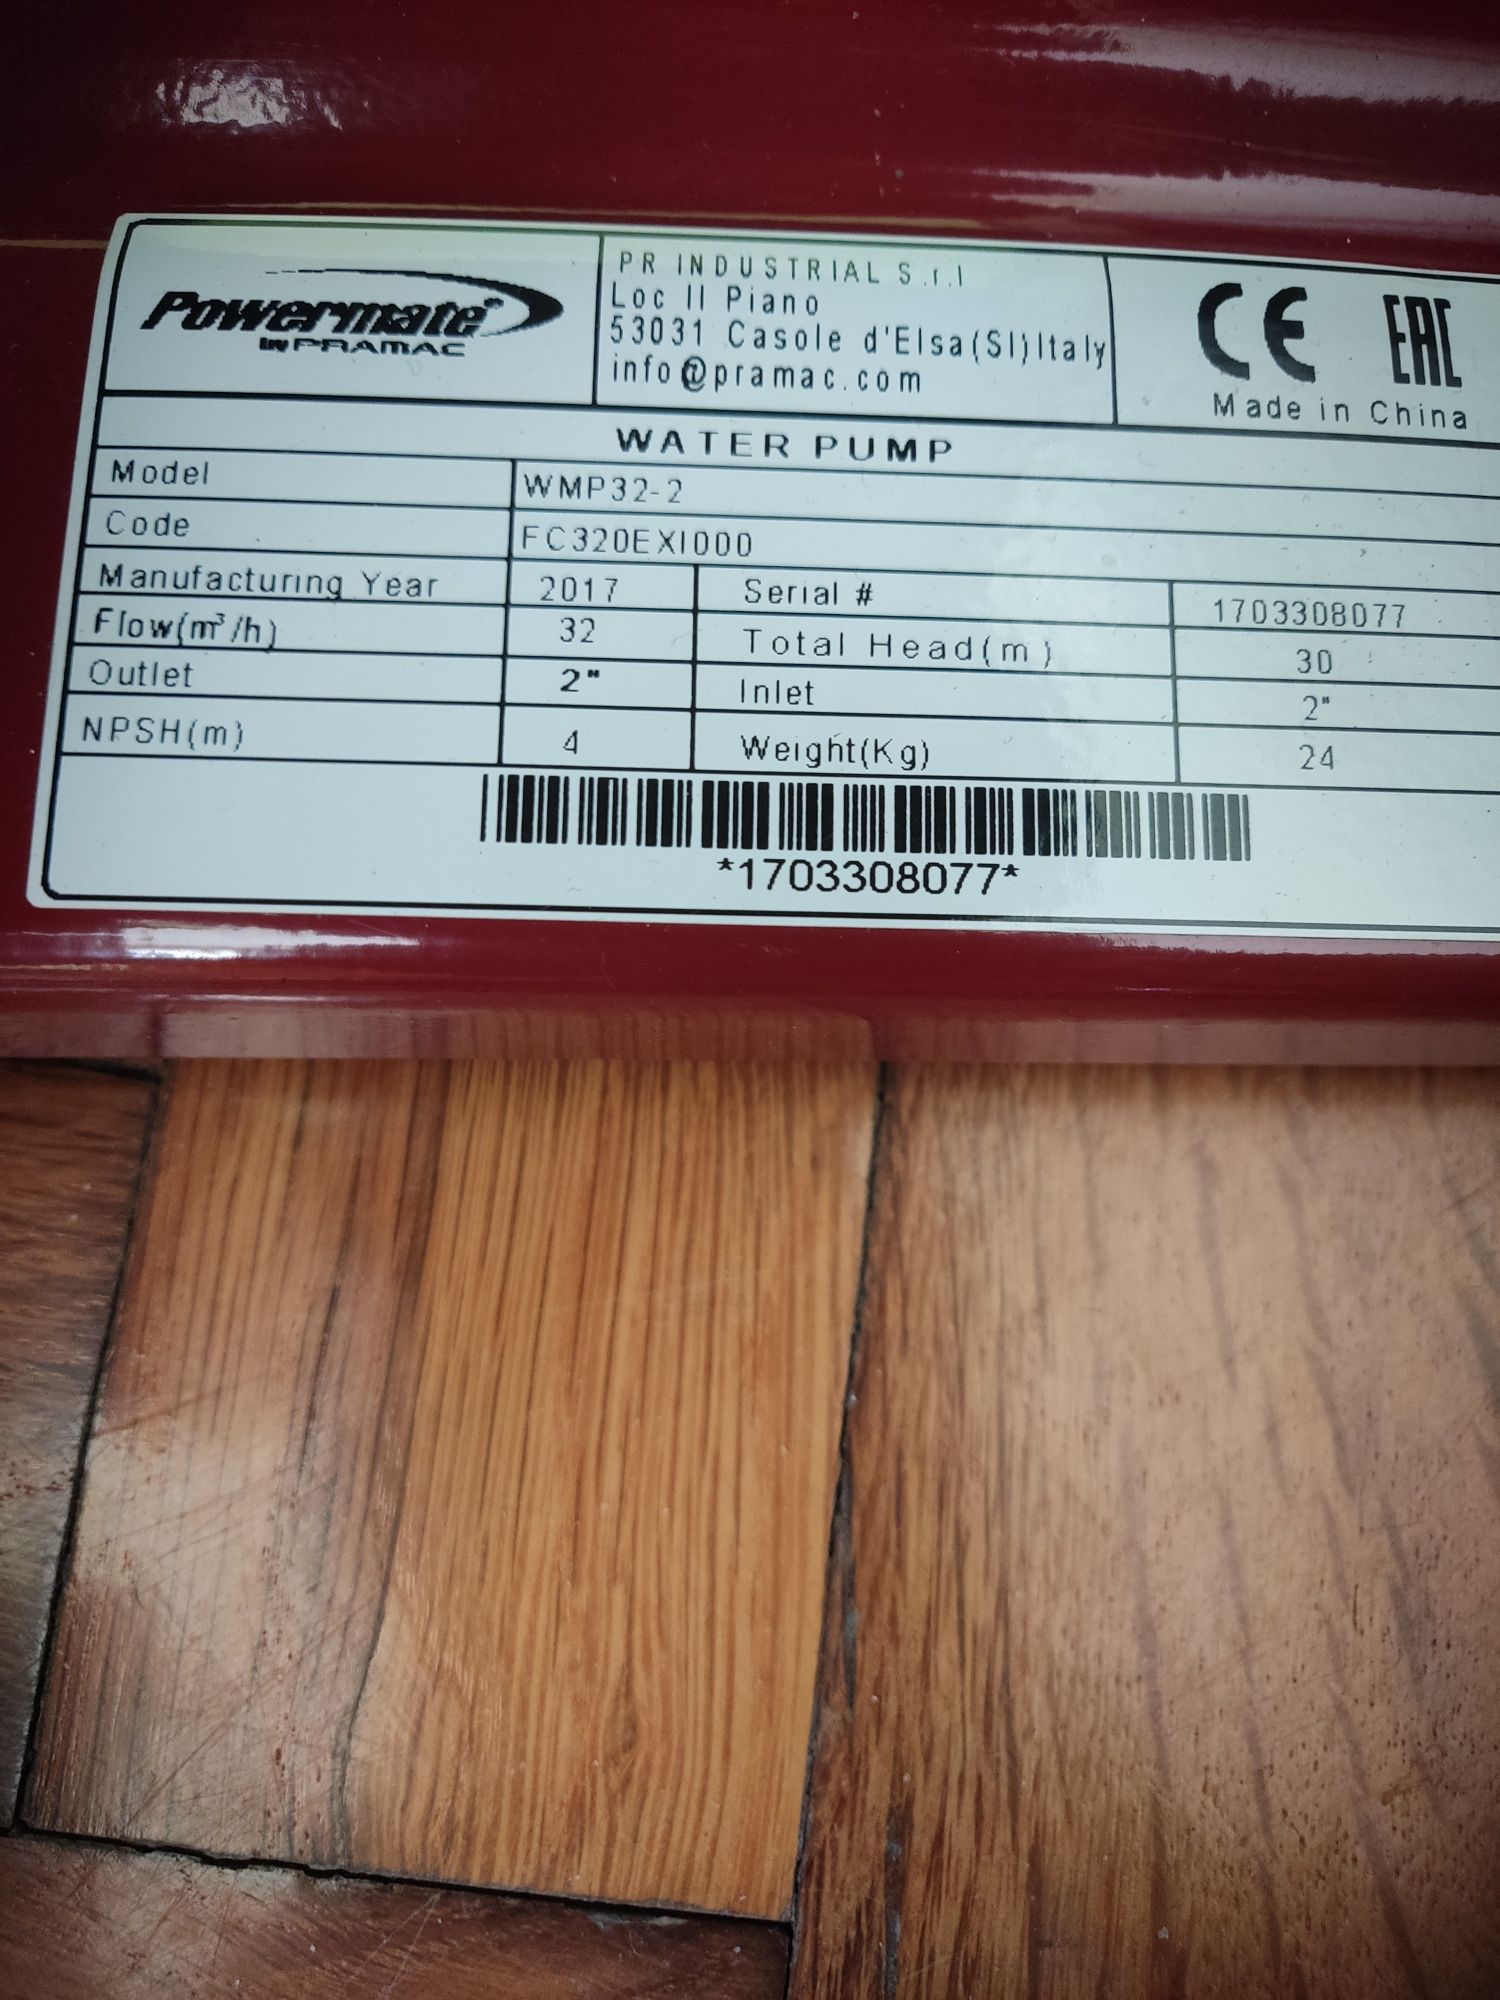 Powermate®
BY PRAMAC
PR INDUSTRIAL S.r.l
Loc Il Piano
53031 Casole d'Elsa(SI)Italy
info@pramac.com
CE EAC
Made in China
WATER PUMP
Model WMP32-2
Code FC320EXI000
Manufacturing Year 2017 Serial # 1703308077
Flow(m³/h) 32 Total Head(m) 30
Outlet 2" Inlet 2"
NPSH(m) 4 Weight(Kg) 24
*1703308077*